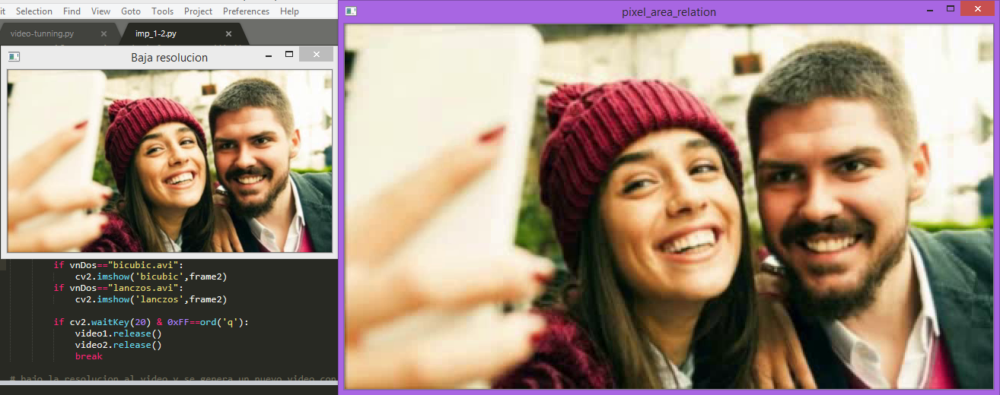 it Selection Find View Goto Tools Project Preferences Help
video-tunning.py imp_1-2.py
Baja resolucion
pixel_area_relation
if vnDos=="bicubic.avi":
cv2.imshow('bicubic',frame2)
if vnDos=="lanczos.avi":
cv2.imshow('lanczos',frame2)
if cv2.waitKey(20) & 0xFF==ord('q'):
video1.release()
video2.release()
break
# bajo la resolucion al video y se genera un nuevo video con